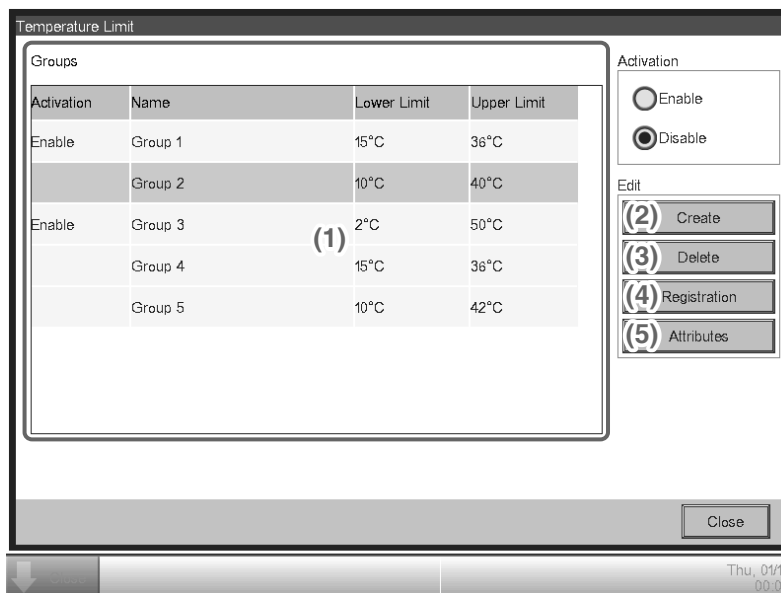 Temperature Limit
Groups
Activation Name Lower Limit Upper Limit
Enable Group 1 15°C 36°C
Group 2 10°C 40°C
Enable Group 3 2°C 50°C
(1)
Group 4 15°C 36°C
Group 5 10°C 42°C
Activation
Enable
Disable
Edit
(2) Create
(3) Delete
(4) Registration
(5) Attributes
Close
Close
Thu, 01/1
00:0